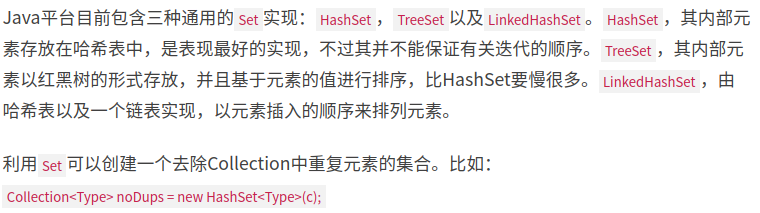 Java平台目前包含三种通用的 Set 实现： HashSet ， TreeSet 以及 LinkedHashSet 。 HashSet ，其内部元
素存放在哈希表中，是表现最好的实现，不过其并不能保证有关迭代的顺序。 TreeSet ，其内部元
素以红黑树的形式存放，并且基于元素的值进行排序，比HashSet要慢很多。 LinkedHashSet ，由
哈希表以及一个链表实现，以元素插入的顺序来排列元素。
利用 Set 可以创建一个去除Collection中重复元素的集合。比如：
Collection<Type> noDups = new HashSet<Type>(c);